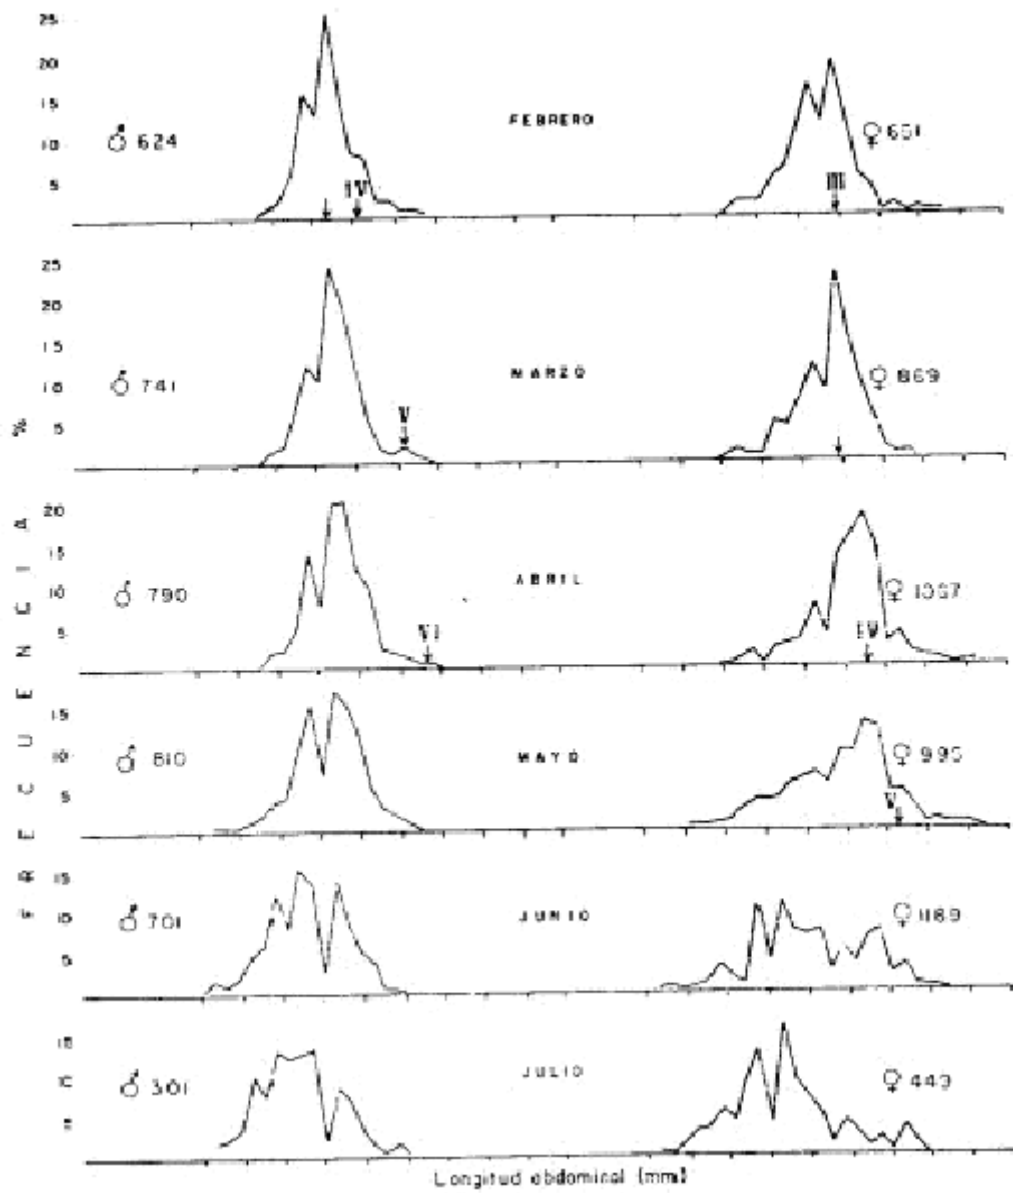 25
20
15
10
5
♂ 624
FEBRERO
♀ 651
IV
III
25
20
15
10
5
♂ 741
MARZO
♀ 869
V
%
20
15
10
5
♂ 790
ABRIL
♀
VI
IV
15
10
5
♂ 810
MAYO
♀
V
15
10
5
♂ 701
JUNIO
♀ 1189
15
10
5
♂ 301
JULIO
♀ 443
FRECUENCIA
Longitud abdominal (mm)